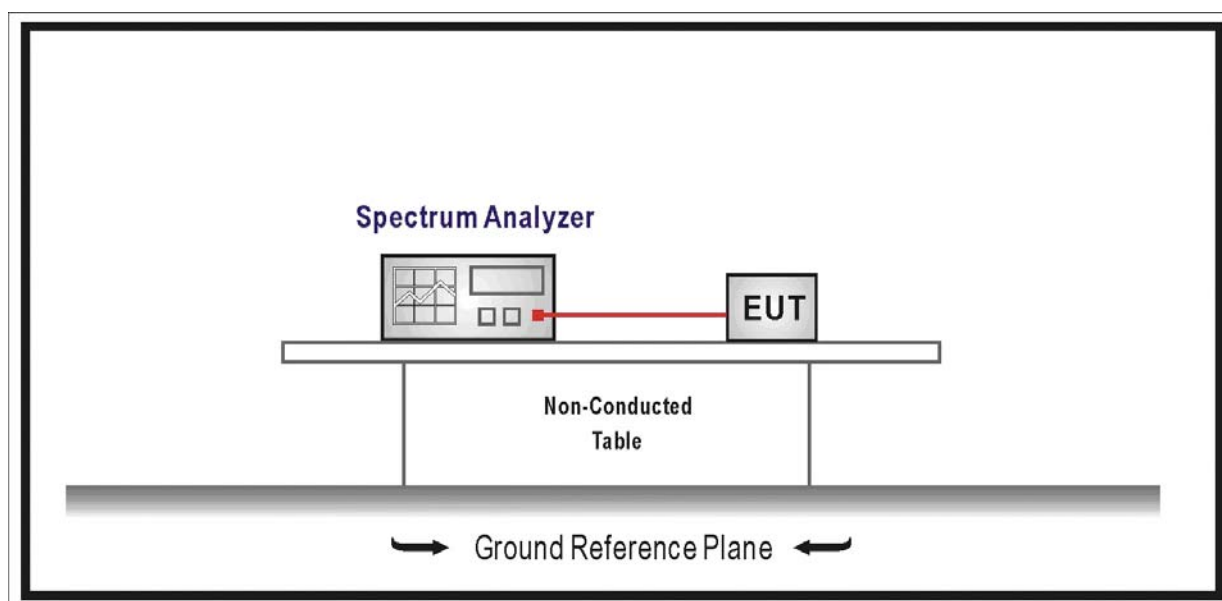 Spectrum Analyzer
EUT
Non-Conducted
Table
Ground Reference Plane